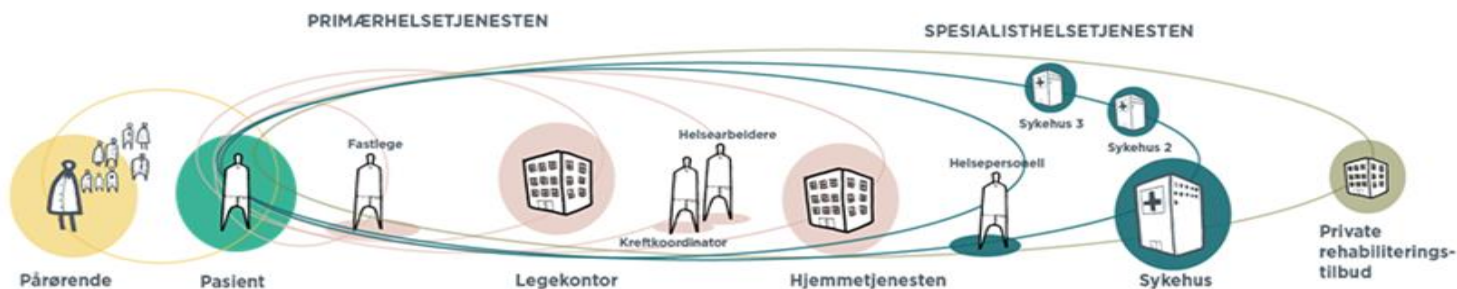 PRIMÆRHELSETJENESTEN
SPESIALISTHELSETJENESTEN
Sykehus 3
Sykehus 2
Fastlege
Helsearbeidere
Helsepersonell
Kreftkoordinator
Pårørende
Pasient
Legekontor
Hjemmetjenesten
Sykehus
Private
rehabiliterings-
tilbud